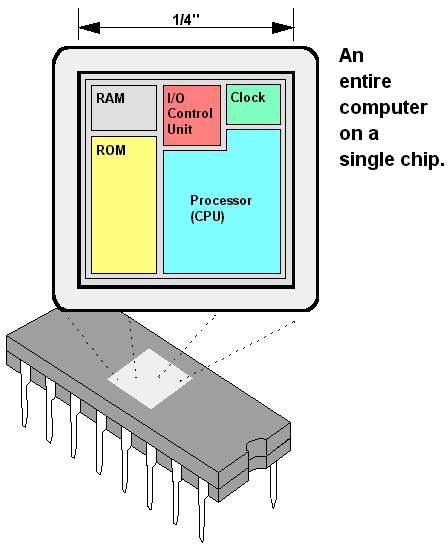 1/4"
An
entire
computer
on a
single chip.
RAM
I/O
Control
Unit
Clock
ROM
Processor
(CPU)